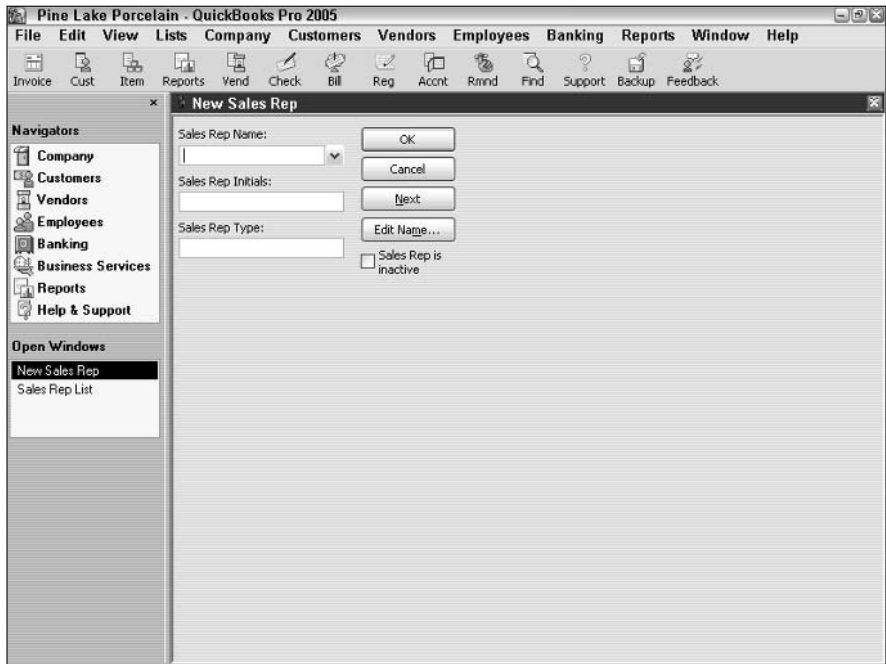 Pine Lake Porcelain - QuickBooks Pro 2005
File Edit View Lists Company Customers Vendors Employees Banking Reports Window Help
Invoice Cust Item Reports Vend Check Bill Reg Accnt Rmnd Find Support Backup Feedback
New Sales Rep
Navigators
Company
Customers
Vendors
Employees
Banking
Business Services
Reports
Help & Support
Open Windows
New Sales Rep
Sales Rep List
Sales Rep Name:
Sales Rep Initials:
Sales Rep Type:
OK
Cancel
Next
Edit Name...
Sales Rep is
inactive